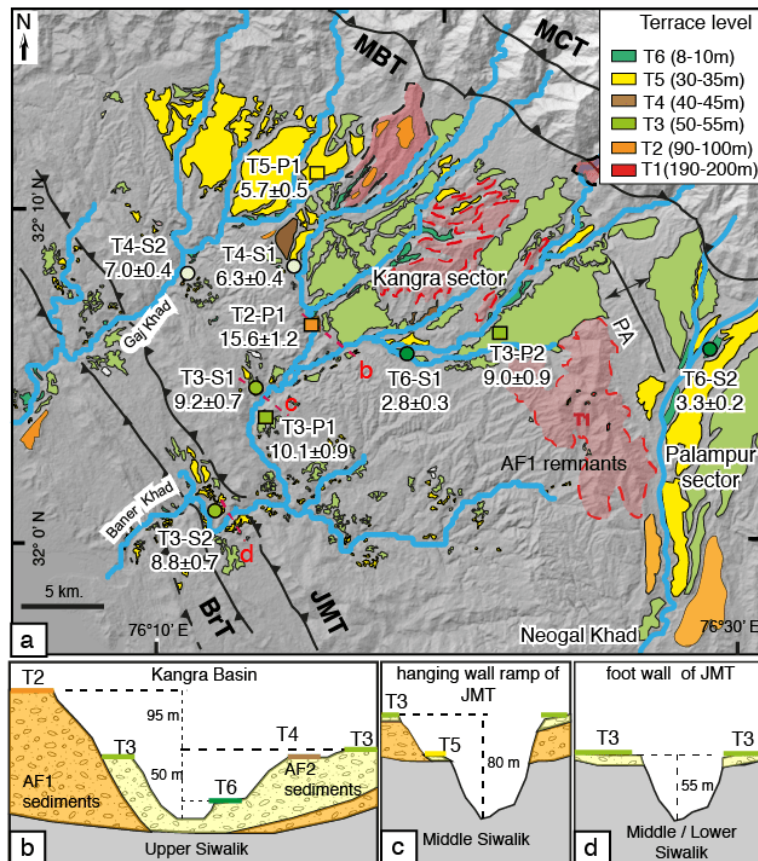 N
MBT
MCT
Terrace level
T6 (8-10m)
T5 (30-35m)
T4 (40-45m)
T3 (50-55m)
T2 (90-100m)
T1(190-200m)
32° 10' N
T5-P1
5.7±0.5
T4-S2
7.0±0.4
T4-S1
6.3±0.4
Kangra sector
Gaj Khad
T2-P1
15.6±1.2
b
T6-S1
2.8±0.3
T3-P2
9.0±0.9
PA
T6-S2
3.3±0.2
T3-S1
9.2±0.7
c
T3-P1
10.1±0.9
T1
AF1 remnants
Palampur
sector
Baner Khad
T3-S2
8.8±0.7
d
32° 0' N
5 km.
BrT
JMT
Neogal Khad
a
76°10' E
76°30' E
T2
Kangra Basin
95 m
T3
50 m
T4
T3
T6
AF1
sediments
AF2
sediments
b
Upper Siwalik
hanging wall ramp of
JMT
T3
T3
T5
80 m
c
Middle Siwalik
foot wall of JMT
T3
T3
55 m
d
Middle / Lower
Siwalik